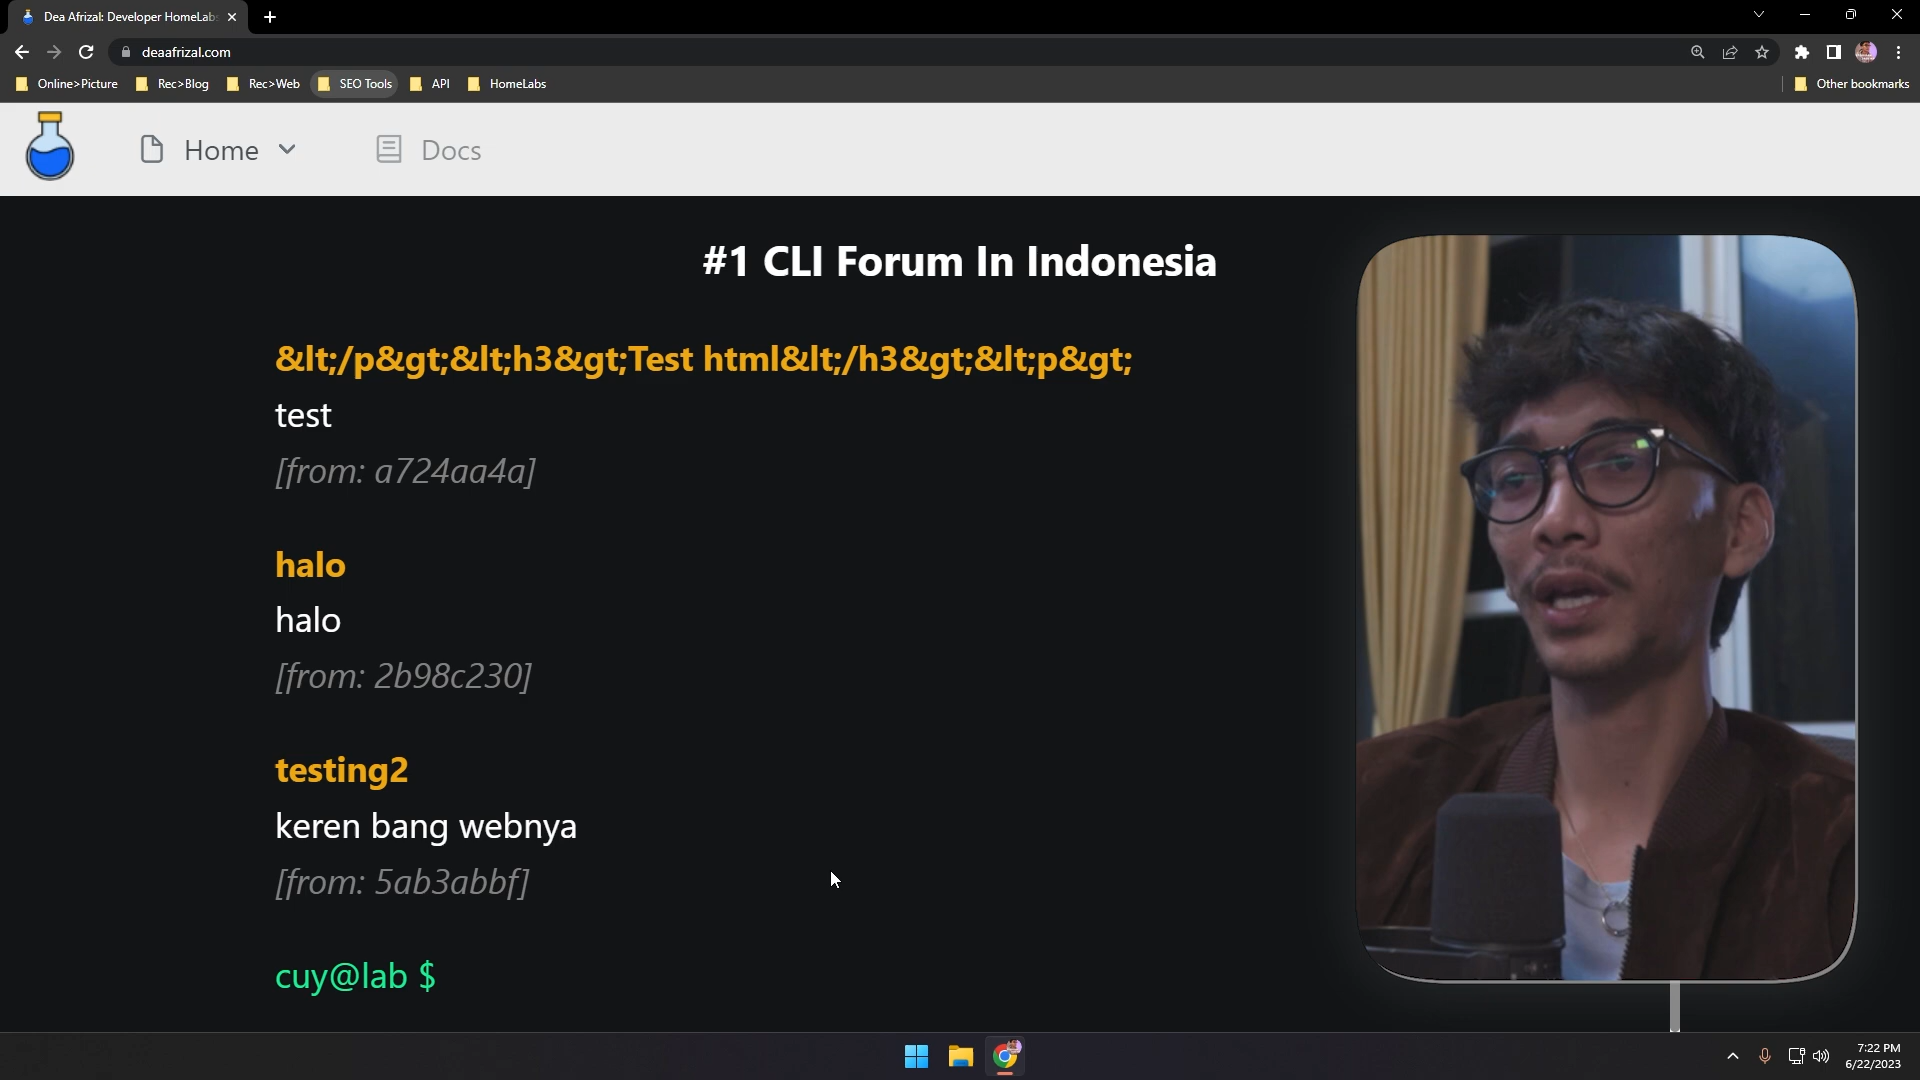 Dea Afrizal: Developer HomeLabs
deaafrizal.com
Online>Picture
Rec>Blog
Rec>Web
SEO Tools
API
HomeLabs
Other bookmarks
Home
Docs
#1 CLI Forum In Indonesia
&lt;/p&gt;&lt;h3&gt;Test html&lt;/h3&gt;&lt;p&gt;
test
[from: a724aa4a]
halo
halo
[from: 2b98c230]
testing2
keren bang webnya
[from: 5ab3abbf]
cuy@lab $
7:22 PM
6/22/2023